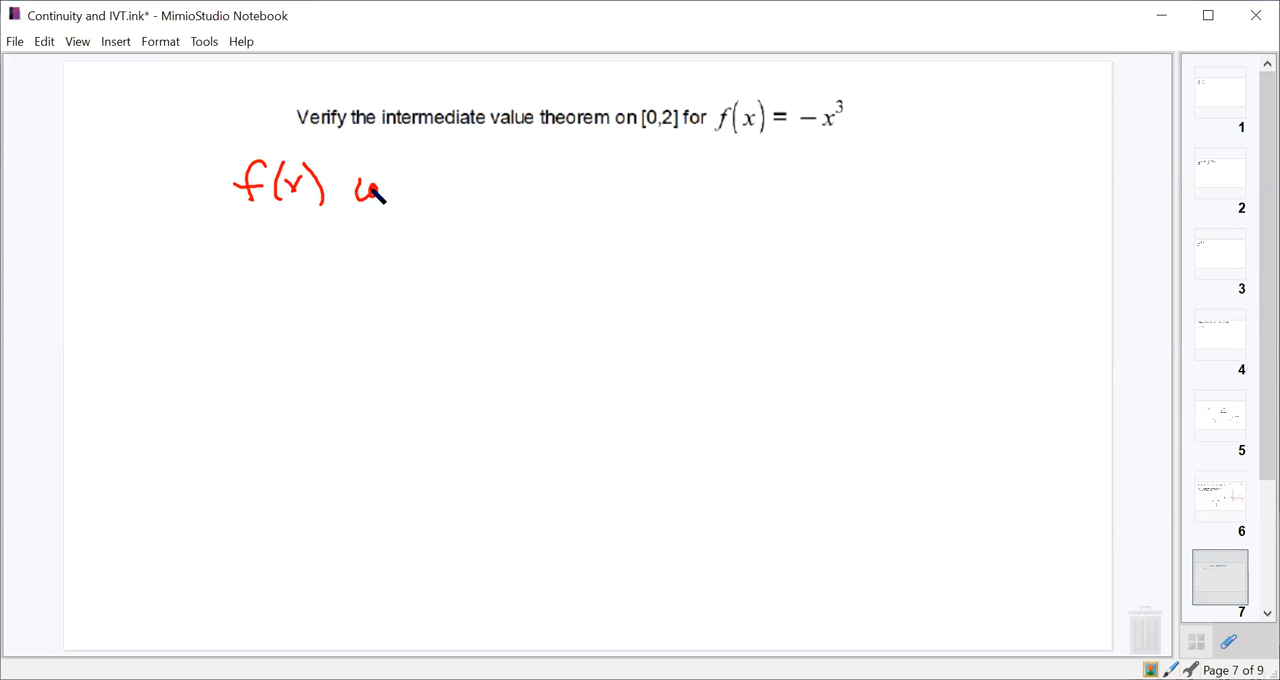 Continuity and IVT.ink* - MimioStudio Notebook
File Edit View Insert Format Tools Help
Verify the intermediate value theorem on [0,2] for f(x) = −x³
f(x)
1
2
3
4
5
6
7
Page 7 of 9